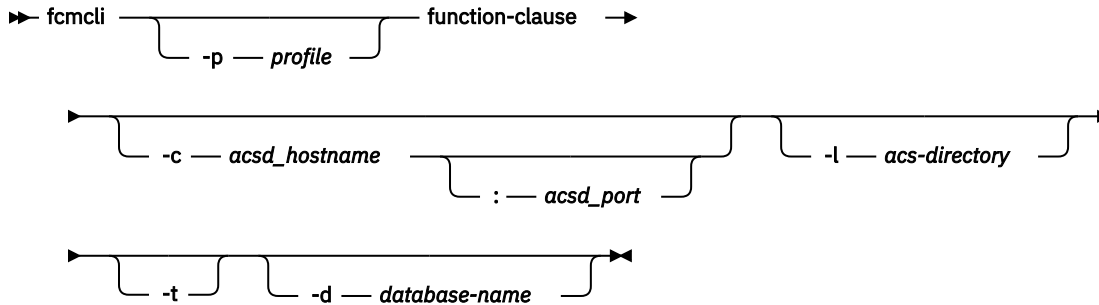 fcmcli function-clause
-p profile
-c acsd_hostname -l acs-directory
: acsd_port
-t -d database-name